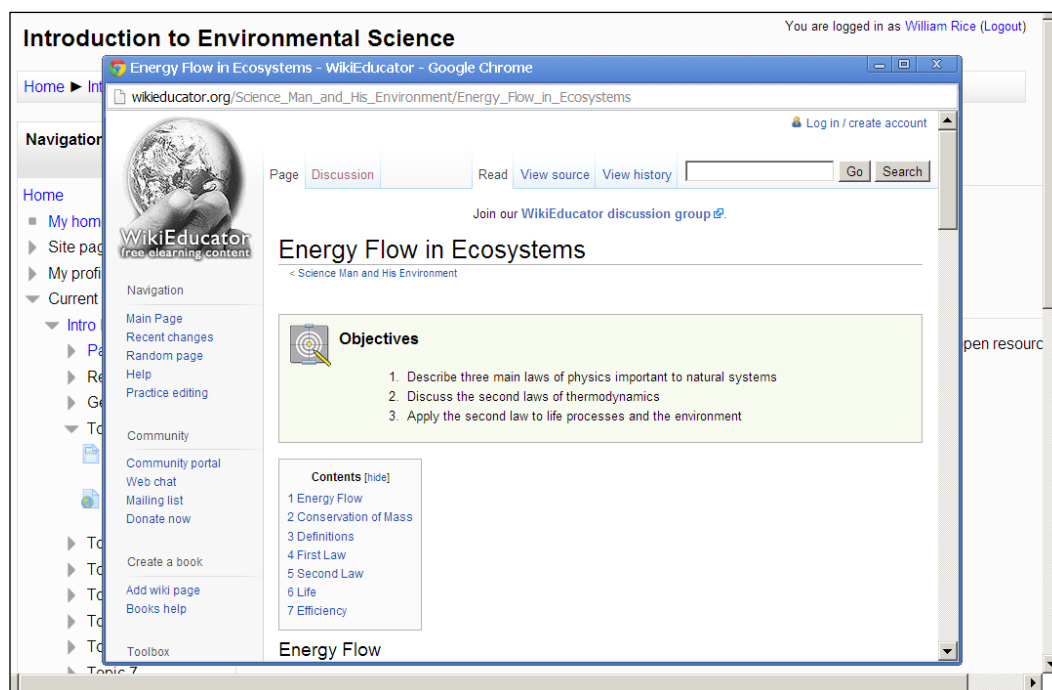 Introduction to Environmental Science
You are logged in as William Rice (Logout)
Energy Flow in Ecosystems - WikiEducator - Google Chrome
Home ► Int
wikieducator.org/Science_Man_and_His_Environment/Energy_Flow_in_Ecosystems
Log in / create account
Navigation
Page Discussion Read View source View history Go Search
Home
My hom
Site pag
My profi
Current
Intro
Pa
Re
Ge
To
To
To
To
To
To
Topic 7
WikiEducator
free elearning content
Join our WikiEducator discussion group.
Energy Flow in Ecosystems
< Science Man and His Environment
Navigation
Main Page
Recent changes
Random page
Help
Practice editing
Community
Community portal
Web chat
Mailing list
Donate now
Create a book
Add wiki page
Books help
Toolbox
Objectives
1. Describe three main laws of physics important to natural systems
2. Discuss the second laws of thermodynamics
3. Apply the second law to life processes and the environment
Contents [hide]
1 Energy Flow
2 Conservation of Mass
3 Definitions
4 First Law
5 Second Law
6 Life
7 Efficiency
Energy Flow
pen resourc